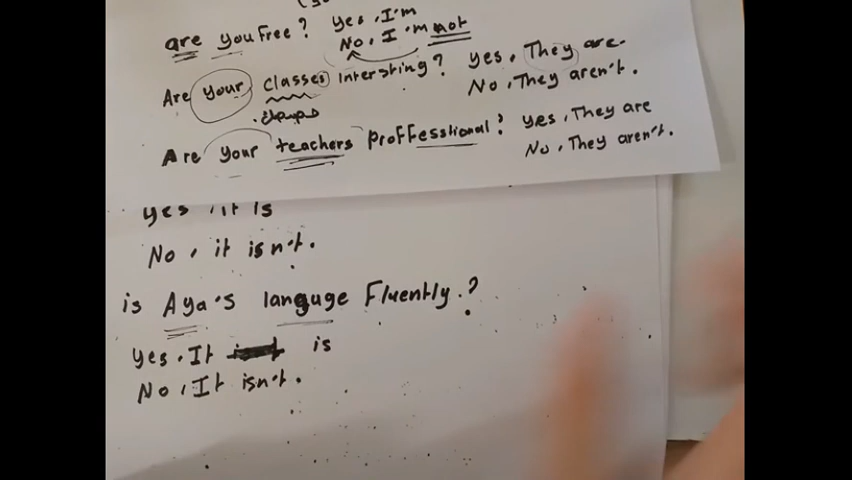 are you Free? Yes, I'm
No, I'm not
Are your classes intersting? Yes, They are.
No, They aren't.
Are your teachers proffesstional? Yes, They are
No, They aren't.
Yes, it is
No, it isn't.
is Aya's languge Fluently.?
Yes, It is
No, It isn't.